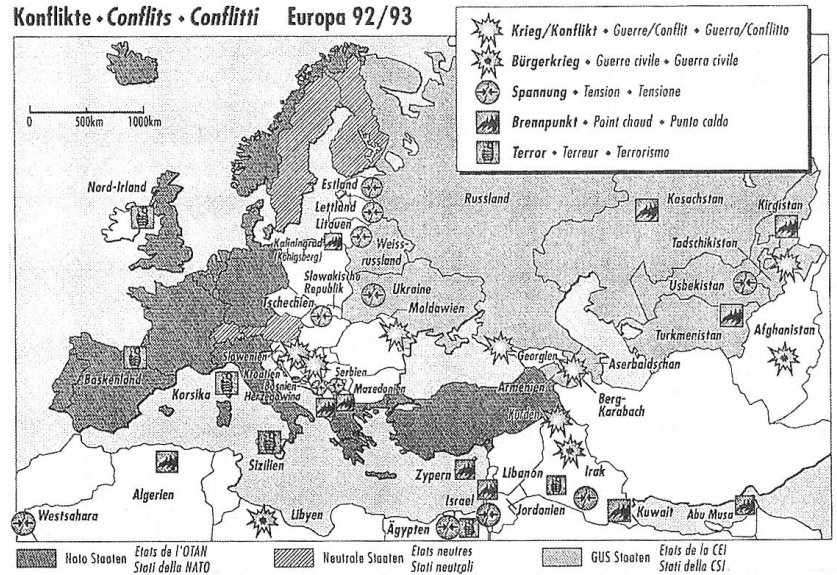 Konflikte • Conflits • Conflitti Europa 92/93
Krieg/Konflikt • Guerre/Conflit • Guerra/Conflitto
Bürgerkrieg • Guerre civile • Guerra civile
Spannung • Tension • Tensione
Brennpunkt • Point chaud • Punto caldo
Terror • Terreur • Terrorismo
0 500km 1000km
Nord-Irland
Estland
Lettland
Litauen
Russland
Kasachstan
Kirgistan
Tadschikistan
Kaliningrad
(Königsberg)
Weiss-
russland
Slowakische
Republik
Usbekistan
Tschechien
Ukraine
Moldawien
Turkmenistan
Afghanistan
Slowenien
Georgien
Aserbaidschan
Baskenland
Kroatien
Serbien
Korsika
Bosnien
Herzegowina
Mazedonien
Armenien
Berg-
Karabach
Kurden
Sizilien
Zypern
Libanon
Irak
Algerien
Israel
Jordanien
Kuwait
Abu Musa
Westsahara
Libyen
Ägypten
Nato Staaten
Etats de l'OTAN
Stati della NATO
Neutrale Staaten
Etats neutres
Stati neutrali
GUS Staaten
Etats de la CEI
Stati della CSI